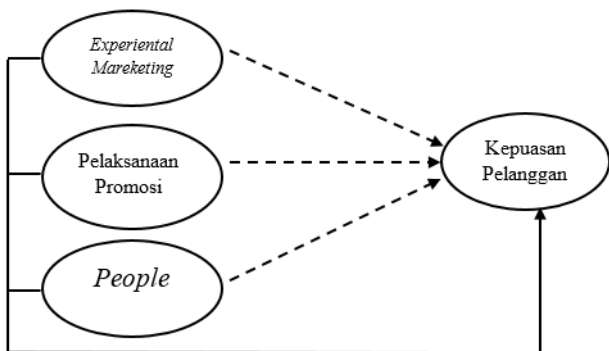 Experiental
Mareketing
Pelaksanaan
Promosi
People
Kepuasan
Pelanggan